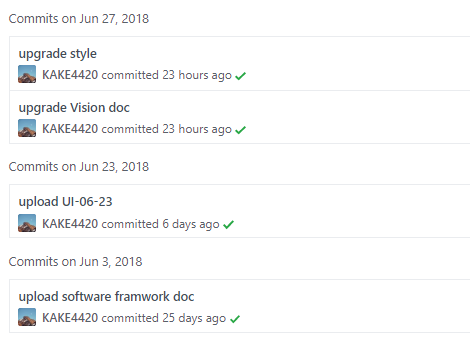 Commits on Jun 27, 2018
upgrade style
KAKE4420 committed 23 hours ago
upgrade Vision doc
KAKE4420 committed 23 hours ago
Commits on Jun 23, 2018
upload UI-06-23
KAKE4420 committed 6 days ago
Commits on Jun 3, 2018
upload software framwork doc
KAKE4420 committed 25 days ago